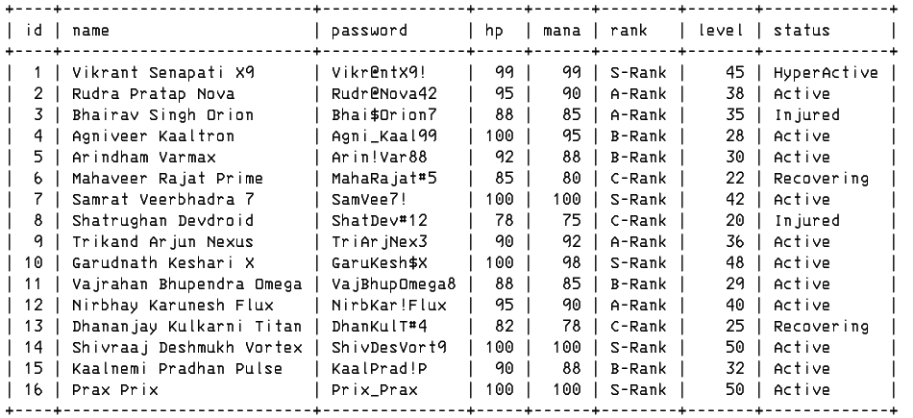 +----+--------------------------+--------------+------+------+--------+-------+-------------+
| id | name                     | password     | hp   | mana | rank   | level | status      |
+----+--------------------------+--------------+------+------+--------+-------+-------------+
|  1 | Vikrant Senapati X9      | Vikr@ntX9!   |   99 |   99 | S-Rank |    45 | HyperActive |
|  2 | Rudra Pratap Nova        | Rudr@Nova42  |   95 |   90 | A-Rank |    38 | Active      |
|  3 | Bhairav Singh Orion      | Bhai$Orion7  |   88 |   85 | A-Rank |    35 | Injured     |
|  4 | Agniveer Kaaltron        | Agni_Kaal99  |  100 |   95 | B-Rank |    28 | Active      |
|  5 | Arindham Varmax          | Arin!Var88   |   92 |   88 | B-Rank |    30 | Active      |
|  6 | Mahaveer Rajat Prime     | MahaRajat#5  |   85 |   80 | C-Rank |    22 | Recovering  |
|  7 | Samrat Veerbhadra 7      | SamVee7!     |  100 |  100 | S-Rank |    42 | Active      |
|  8 | Shatrughan Devdroid      | ShatDev#12   |   78 |   75 | C-Rank |    20 | Injured     |
|  9 | Trikand Arjun Nexus      | TriArjNex3   |   90 |   92 | A-Rank |    36 | Active      |
| 10 | Garudnath Keshari X      | GaruKesh$X   |  100 |   98 | S-Rank |    48 | Active      |
| 11 | Vajrahan Bhupendra Omega | VajBhupOmega8 |   88 |   85 | B-Rank |    29 | Active      |
| 12 | Nirbhay Karunesh Flux    | NirbKar!Flux |   95 |   90 | A-Rank |    40 | Active      |
| 13 | Dhananjay Kulkarni Titan | DhanKulT#4   |   82 |   78 | C-Rank |    25 | Recovering  |
| 14 | Shivraaj Deshmukh Vortex | ShivDesVort9 |  100 |  100 | S-Rank |    50 | Active      |
| 15 | Kaalnemi Pradhan Pulse   | KaalPrad!P   |   90 |   88 | B-Rank |    32 | Active      |
| 16 | Prax Prix                | Prix_Prax    |  100 |  100 | S-Rank |    50 | Active      |
+----+--------------------------+--------------+------+------+--------+-------+-------------+